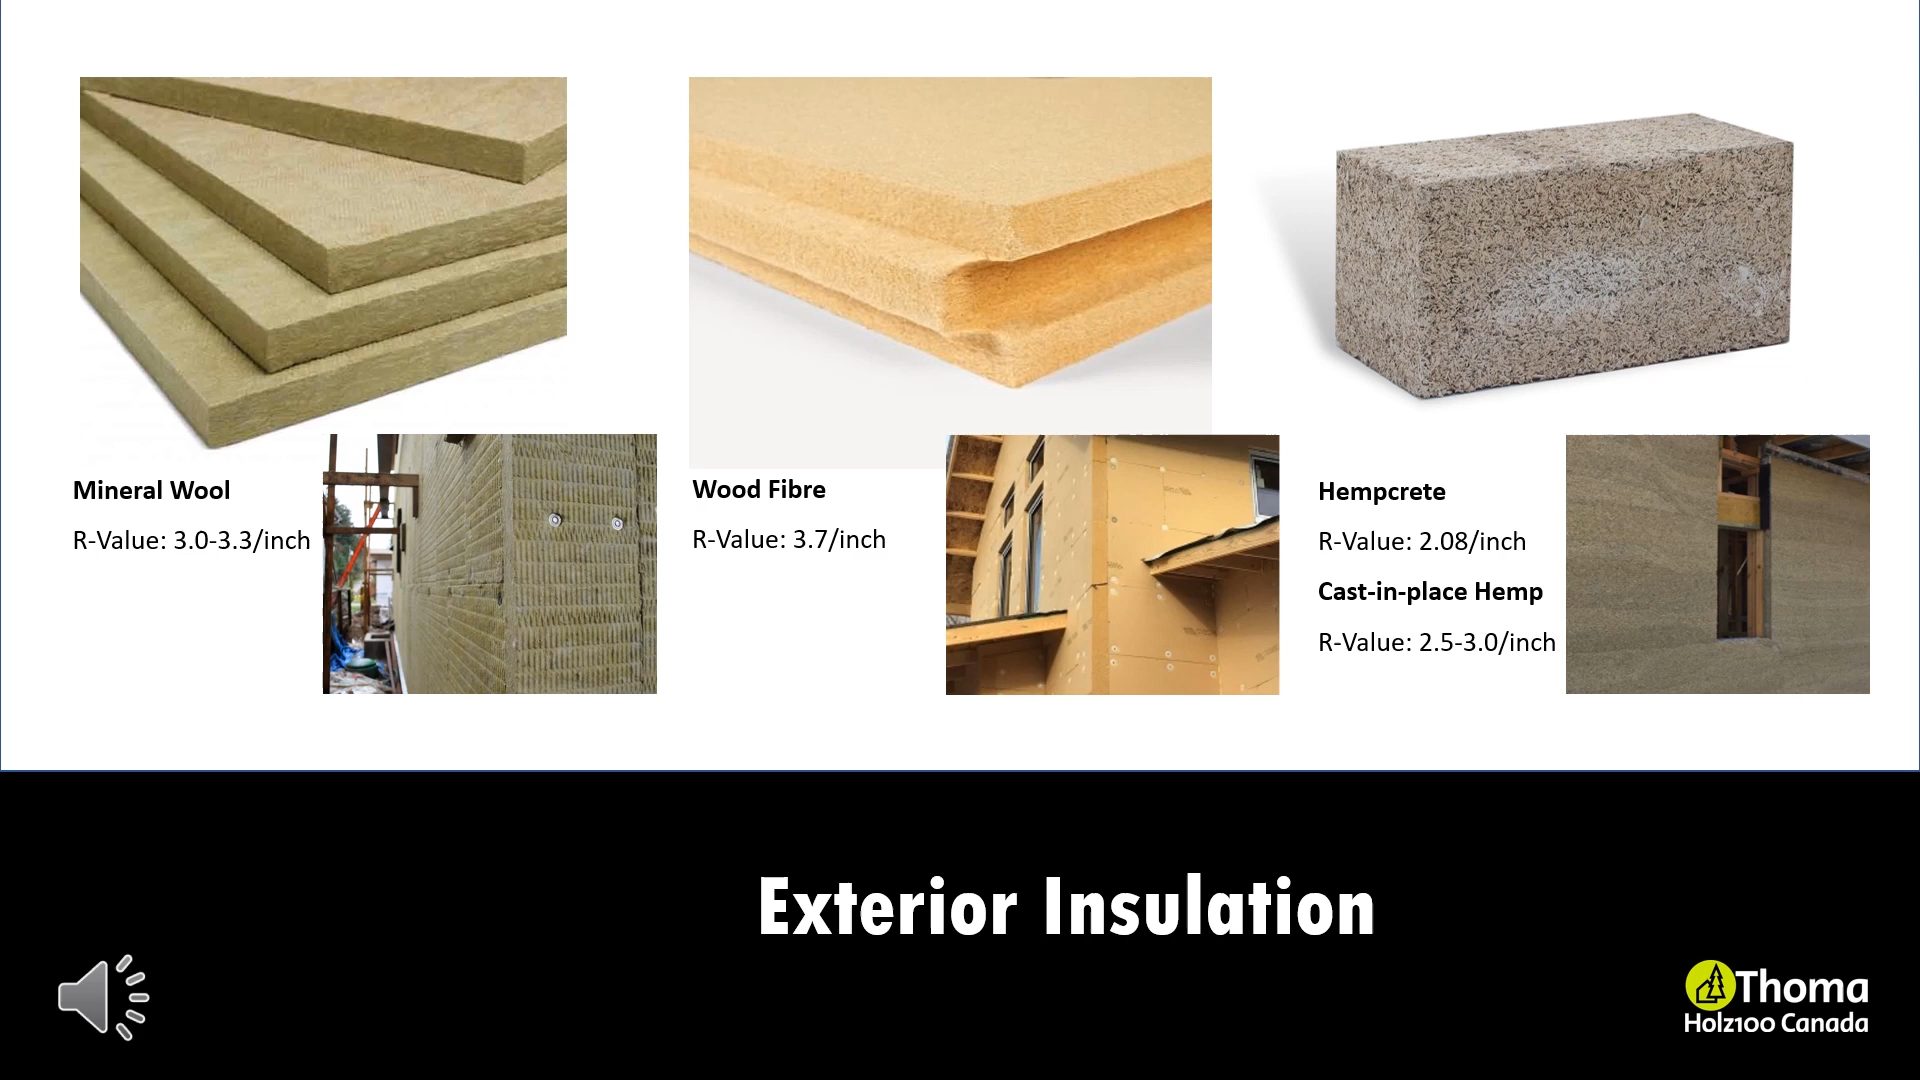 Mineral Wool
R-Value: 3.0-3.3/inch
Wood Fibre
R-Value: 3.7/inch
Hempcrete
R-Value: 2.08/inch
Cast-in-place Hemp
R-Value: 2.5-3.0/inch
Exterior Insulation
Thoma
Holz100 Canada